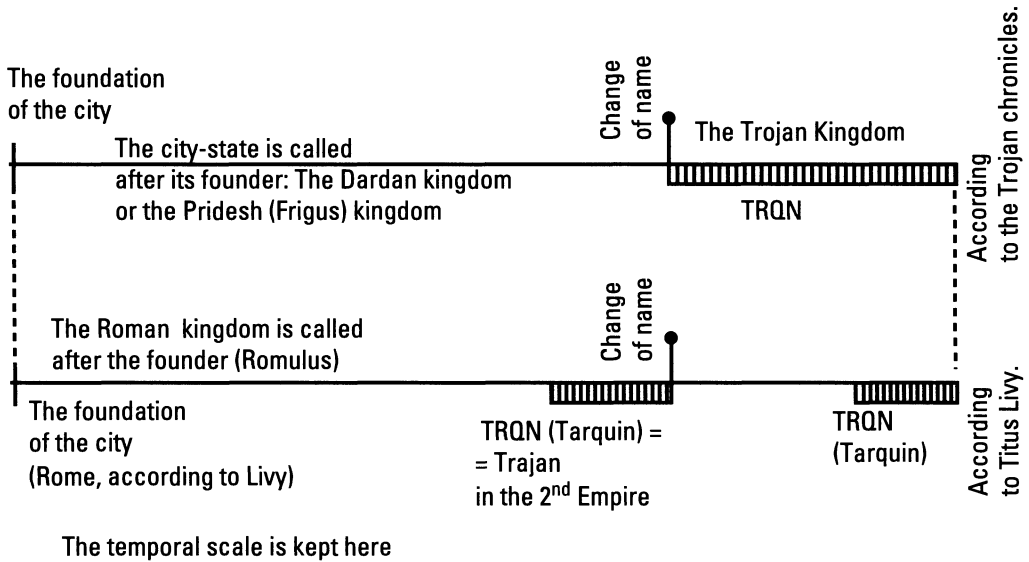 The foundation
of the city
Change
of name
The Trojan Kingdom
According
to the Trojan chronicles.
The city-state is called
after its founder: The Dardan kingdom
or the Pridesh (Frigus) kingdom
TRQN
The Roman kingdom is called
after the founder (Romulus)
Change
of name
The foundation
of the city
(Rome, according to Livy)
TRQN (Tarquin) =
= Trajan
in the 2nd Empire
TRQN
(Tarquin)
According
to Titus Livy.
The temporal scale is kept here